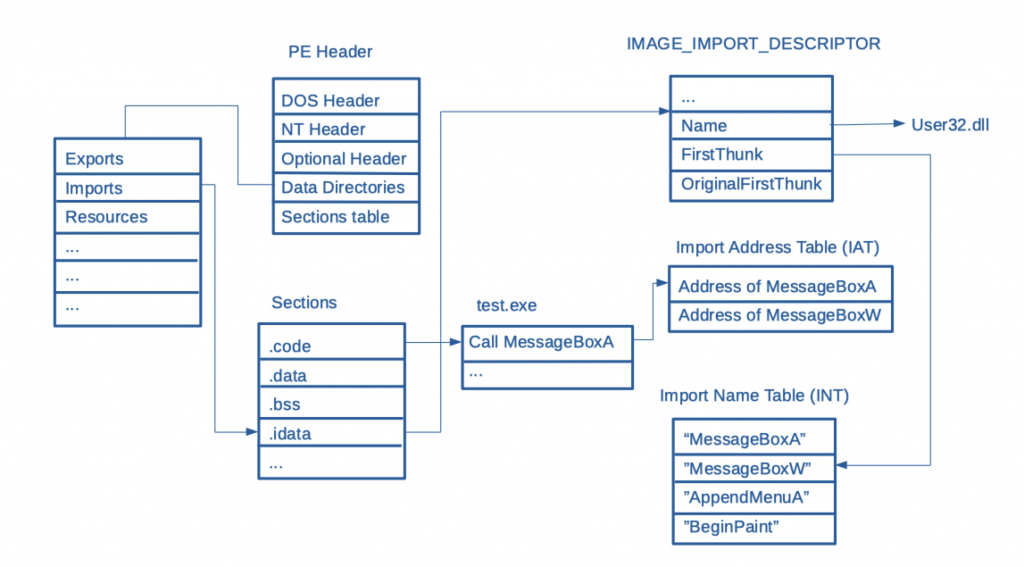 PE Header
DOS Header
NT Header
Optional Header
Data Directories
Sections table
Exports
Imports
Resources
...
...
...
IMAGE_IMPORT_DESCRIPTOR
...
Name
FirstThunk
OriginalFirstThunk
User32.dll
Import Address Table (IAT)
Address of MessageBoxA
Address of MessageBoxW
Sections
.code
.data
.bss
.idata
...
test.exe
Call MessageBoxA
...
Import Name Table (INT)
”MessageBoxA”
”MessageBoxW”
”AppendMenuA”
”BeginPaint”